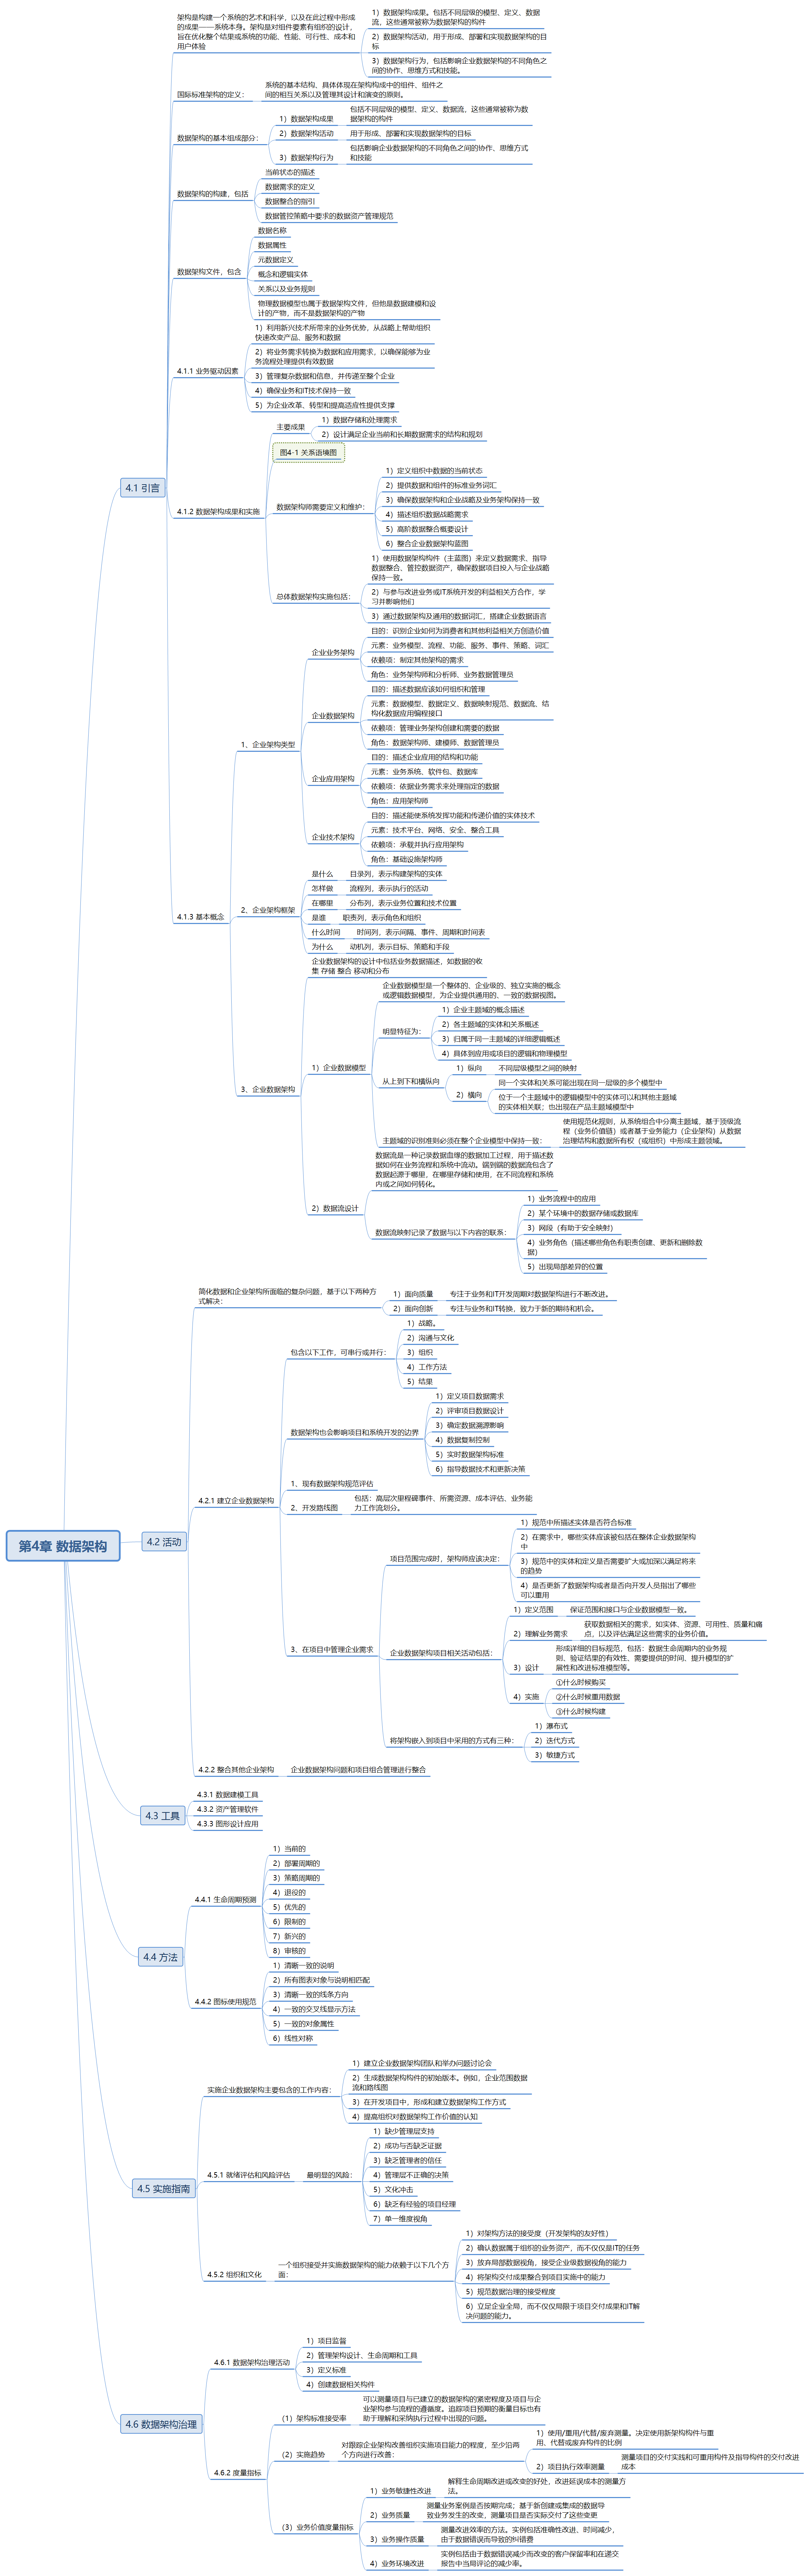 第4章 数据架构
4.1 引言
架构是构建一个系统的艺术和科学，以及在此过程中形成
的成果——系统本身。架构是对组件要素有组织的设计，
旨在优化整个结果或系统的功能、性能、可行性、成本和
用户体验
1）数据架构成果。包括不同层级的模型、定义、数据
流，这些通常被称为数据架构的构件
2）数据架构活动，用于形成、部署和实现数据架构的目
标
3）数据架构行为，包括影响企业数据架构的不同角色之
间的协作、思维方式和技能。
国际标准架构的定义：
系统的基本结构、具体体现在架构构成中的组件、组件之
间的相互关系以及管理其设计和演变的原则。
数据架构的基本组成部分：
1）数据架构成果
包括不同层级的模型、定义、数据流，这些通常被称为数
据架构的构件
2）数据架构活动
用于形成、部署和实现数据架构的目标
3）数据架构行为
包括影响企业数据架构的不同角色之间的协作、思维方式
和技能
数据架构的构建，包括
当前状态的描述
数据需求的定义
数据整合的指引
数据管控策略中要求的数据资产管理规范
数据架构文件，包含
数据名称
数据属性
元数据定义
概念和逻辑实体
关系以及业务规则
物理数据模型也属于数据架构文件，但他是数据建模和设
计的产物，而不是数据架构的产物
4.1.1 业务驱动因素
1）利用新兴技术所带来的业务优势，从战略上帮助组织
快速改变产品、服务和数据
2）将业务需求转换为数据和应用需求，以确保能够为业
务流程处理提供有效数据
3）管理复杂数据和信息，并传递至整个企业
4）确保业务和IT技术保持一致
5）为企业改革、转型和提高适应性提供支撑
4.1.2 数据架构成果和实施
主要成果
1）数据存储和处理需求
2）设计满足企业当前和长期数据需求的结构和规划
图4-1 关系语境图
数据架构师需要定义和维护：
1）定义组织中数据的当前状态
2）提供数据和组件的标准业务词汇
3）确保数据架构和企业战略及业务架构保持一致
4）描述组织数据战略需求
5）高阶数据整合概要设计
6）整合企业数据架构蓝图
总体数据架构实施包括：
1）使用数据架构构件（主蓝图）来定义数据需求、指导
数据整合、管控数据资产，确保数据项目投入与企业战略
保持一致。
2）与参与改进业务或IT系统开发的利益相关方合作，学
习并影响他们
3）通过数据架构及通用的数据词汇，搭建企业数据语言
4.1.3 基本概念
1、企业架构类型
企业业务架构
目的：识别企业如何为消费者和其他利益相关方创造价值
元素：业务模型、流程、功能、服务、事件、策略、词汇
依赖项：制定其他架构的需求
角色：业务架构师和分析师、业务数据管理员
企业数据架构
目的：描述数据应该如何组织和管理
元素：数据模型、数据定义、数据映射规范、数据流、结
构化数据应用编程接口
依赖项：管理业务架构创建和需要的数据
角色：数据架构师、建模师、数据管理员
企业应用架构
目的：描述企业应用的结构和功能
元素：业务系统、软件包、数据库
依赖项：依据业务需求来处理指定的数据
角色：应用架构师
企业技术架构
目的：描述能使系统发挥功能和传递价值的实体技术
元素：技术平台、网络、安全、整合工具
依赖项：承载并执行应用架构
角色：基础设施架构师
2、企业架构框架
是什么
目录列，表示构建架构的实体
怎样做
流程列，表示执行的活动
在哪里
分布列，表示业务位置和技术位置
是谁
职责列，表示角色和组织
什么时间
时间列，表示间隔、事件、周期和时间表
为什么
动机列，表示目标、策略和手段
3、企业数据架构
企业数据架构的设计中包括业务数据描述，如数据的收
集 存储 整合 移动和分布
1）企业数据模型
企业数据模型是一个整体的、企业级的、独立实施的概念
或逻辑数据模型，为企业提供通用的、一致的数据视图。
明显特征为：
1）企业主题域的概念描述
2）各主题域的实体和关系概述
3）归属于同一主题域的详细逻辑概述
4）具体到应用或项目的逻辑和物理模型
从上到下和横纵向
1）纵向
不同层级模型之间的映射
2）横向
同一个实体和关系可能出现在同一层级的多个模型中
位于一个主题域中的逻辑模型中的实体可以和其他主题域
的实体相关联；也出现在产品主题域模型中
主题域的识别准则必须在整个企业模型中保持一致：
使用规范化规则，从系统组合中分离主题域，基于顶级流
程（业务价值链）或者基于业务能力（企业架构）从数据
治理结构和数据所有权（或组织）中形成主题领域。
2）数据流设计
数据流是一种记录数据血缘的数据加工过程，用于描述数
据如何在业务流程和系统中流动。端到端的数据流包含了
数据起源于哪里，在哪里存储和使用，在不同流程和系统
内或之间如何转化。
数据流映射记录了数据与以下内容的联系：
1）业务流程中的应用
2）某个环境中的数据存储或数据库
3）网段（有助于安全映射）
4）业务角色（描述哪些角色有职责创建、更新和删除数
据）
5）出现局部差异的位置
4.2 活动
简化数据和企业架构所面临的复杂问题，基于以下两种方
式解决：
1）面向质量
专注于业务和IT开发周期对数据架构进行不断改进。
2）面向创新
专注与业务和IT转换，致力于新的期待和机会。
4.2.1 建立企业数据架构
包含以下工作，可串行或并行：
1）战略。
2）沟通与文化
3）组织
4）工作方法
5）结果
数据架构也会影响项目和系统开发的边界
1）定义项目数据需求
2）评审项目数据设计
3）确定数据溯源影响
4）数据复制控制
5）实时数据架构标准
6）指导数据技术和更新决策
1、现有数据架构规范评估
2、开发路线图
包括：高层次里程碑事件、所需资源、成本评估、业务能
力工作流划分。
3、在项目中管理企业需求
项目范围完成时，架构师应该决定：
1）规范中所描述实体是否符合标准
2）在需求中，哪些实体应该被包括在整体企业数据架构
中
3）规范中的实体和定义是否需要扩大或加深以满足将来
的趋势
4）是否更新了数据架构或者是否向开发人员指出了哪些
可以重用
企业数据架构项目相关活动包括：
1）定义范围
保证范围和接口与企业数据模型一致。
2）理解业务需求
获取数据相关的需求，如实体、资源、可用性、质量和痛
点，以及评估满足这些需求的业务价值。
3）设计
形成详细的目标规范，包括：数据生命周期内的业务规
则、验证结果的有效性、需要提供的时间、提升模型的扩
展性和改进标准模型等。
4）实施
①什么时候购买
②什么时候重用数据
③什么时候构建
将架构嵌入到项目中采用的方式有三种：
1）瀑布式
2）迭代方式
3）敏捷方式
4.2.2 整合其他企业架构
企业数据架构问题和项目组合管理进行整合
4.3 工具
4.3.1 数据建模工具
4.3.2 资产管理软件
4.3.3 图形设计应用
4.4 方法
4.4.1 生命周期预测
1）当前的
2）部署周期的
3）策略周期的
4）退役的
5）优先的
6）限制的
7）新兴的
8）审核的
4.4.2 图标使用规范
1）清晰一致的说明
2）所有图表对象与说明相匹配
3）清晰一致的线条方向
4）一致的交叉线显示方法
5）一致的对象属性
6）线性对称
4.5 实施指南
实施企业数据架构主要包含的工作内容：
1）建立企业数据架构团队和举办问题讨论会
2）生成数据架构构件的初始版本。例如，企业范围数据
流和路线图
3）在开发项目中，形成和建立数据架构工作方式
4）提高组织对数据架构工作价值的认知
4.5.1 就绪评估和风险评估
最明显的风险：
1）缺少管理层支持
2）成功与否缺乏证据
3）缺乏管理者的信任
4）管理层不正确的决策
5）文化冲击
6）缺乏有经验的项目经理
7）单一维度视角
4.5.2 组织和文化
一个组织接受并实施数据架构的能力依赖于以下几个方
面：
1）对架构方法的接受度（开发架构的友好性）
2）确认数据属于组织的业务资产，而不仅仅是IT的任务
3）放弃局部数据视角，接受企业级数据视角的能力
4）将架构交付成果整合到项目实施中的能力
5）规范数据治理的接受程度
6）立足企业全局，而不仅仅局限于项目交付成果和IT解
决问题的能力。
4.6 数据架构治理
4.6.1 数据架构治理活动
1）项目监督
2）管理架构设计、生命周期和工具
3）定义标准
4）创建数据相关构件
4.6.2 度量指标
（1）架构标准接受率
可以测量项目与已建立的数据架构的紧密程度及项目与企
业架构参与流程的遵循度。追踪项目预期的衡量目标也有
助于理解和采纳执行过程中出现的问题。
（2）实施趋势
对跟踪企业架构改善组织实施项目能力的程度，至少沿两
个方向进行改善：
1）使用/重用/代替/废弃测量。决定使用新架构构件与重
用、代替或废弃构件的比例
2）项目执行效率测量
测量项目的交付实践和可重用构件及指导构件的交付改进
成本
（3）业务价值度量指标
1）业务敏捷性改进
解释生命周期改进或改变的好处，改进延误成本的测量方
法。
2）业务质量
测量业务案例是否按期完成；基于新创建或集成的数据导
致业务发生的改变，测量项目是否实际交付了这些变更
3）业务操作质量
测量改进效率的方法。实例包括准确性改进，时间减少，
由于数据错误而导致的纠错费
4）业务环境改进
实例包括由于数据错误减少而改变的客户保留率和在递交
报告中当局评论的减少率。